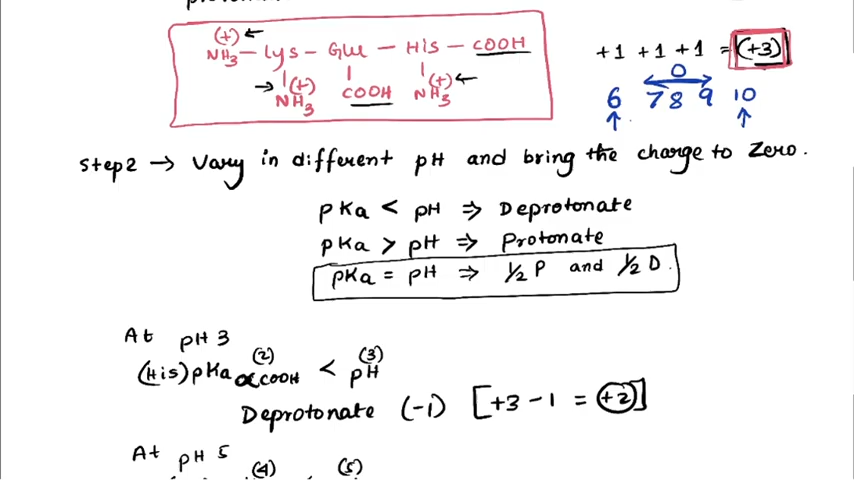 (+)
NH3 – Lys – Glu – His – COOH
(+) (+)
NH3 COOH NH3
+1 +1 +1 = (+3)
0
6 7 8 9 10
Step2 → Vary in different pH and bring the charge to Zero.
pKa < pH ⇒ Deprotonate
pKa > pH ⇒ Protonate
pKa = pH ⇒ 1/2 P and 1/2 D.
At pH 3
(2) (3)
(His) pKa αCOOH < pH
Deprotonate (-1) [+3 - 1 = +2]
At pH 5
(4) (5)